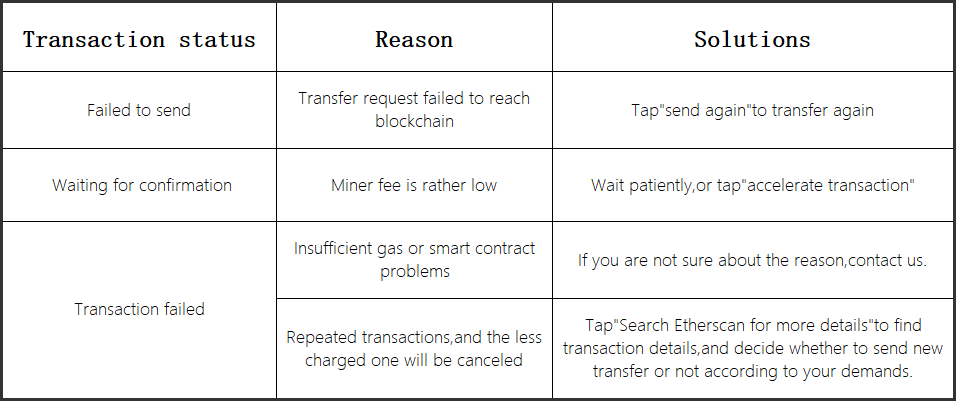 Transaction status
Reason
Solutions
Failed to send
Transfer request failed to reach
blockchain
Tap"send again"to transfer again
Waiting for confirmation
Miner fee is rather low
Wait patiently,or tap"accelerate transaction"
Transaction failed
Insufficient gas or smart contract
problems
If you are not sure about the reason,contact us.
Repeated transactions,and the less
charged one will be canceled
Tap"Search Etherscan for more details"to find
transaction details,and decide whether to send new
transfer or not according to your demands.